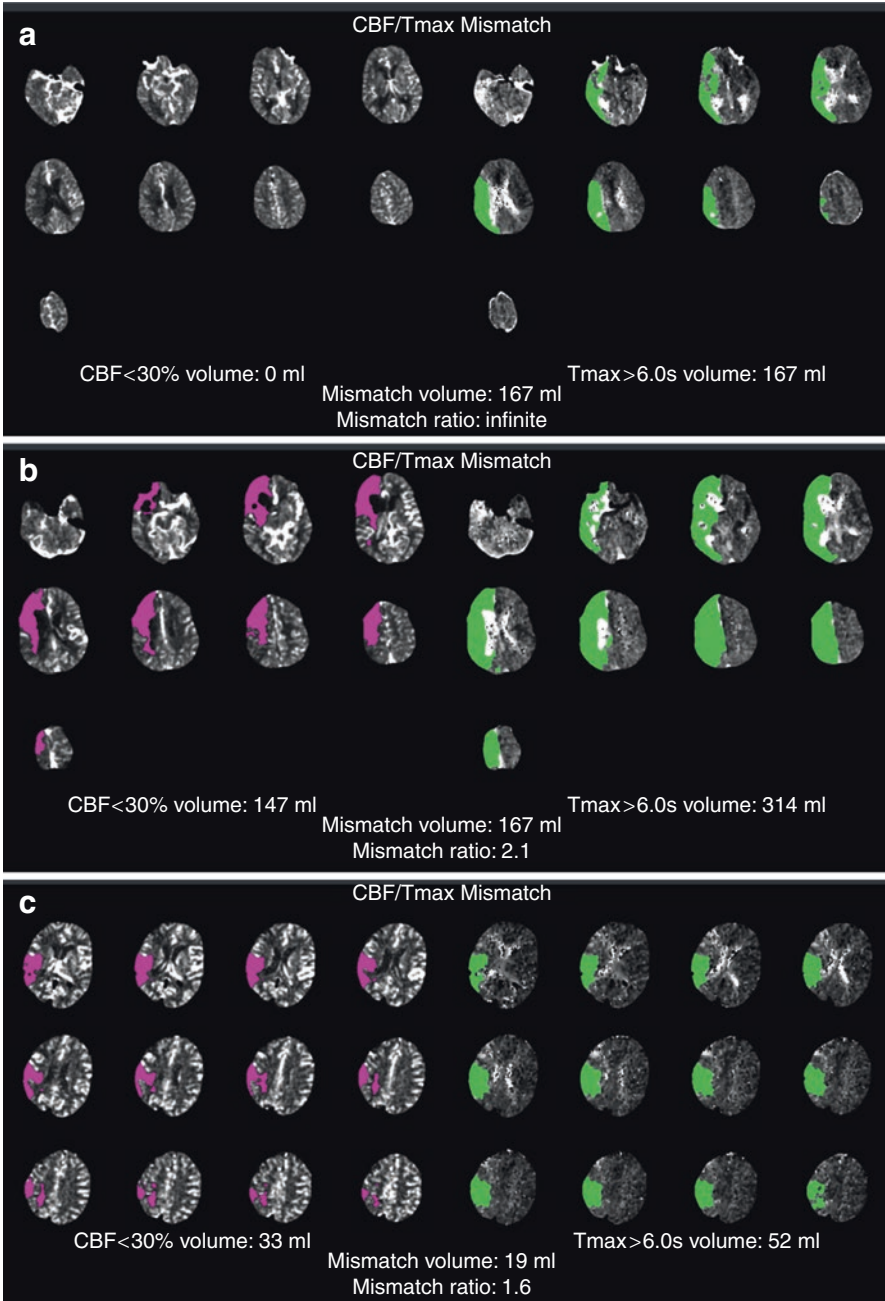 a
CBF/Tmax Mismatch
CBF<30% volume: 0 ml
Tmax>6.0s volume: 167 ml
Mismatch volume: 167 ml
Mismatch ratio: infinite
b
CBF/Tmax Mismatch
CBF<30% volume: 147 ml
Tmax>6.0s volume: 314 ml
Mismatch volume: 167 ml
Mismatch ratio: 2.1
c
CBF/Tmax Mismatch
CBF<30% volume: 33 ml
Tmax>6.0s volume: 52 ml
Mismatch volume: 19 ml
Mismatch ratio: 1.6